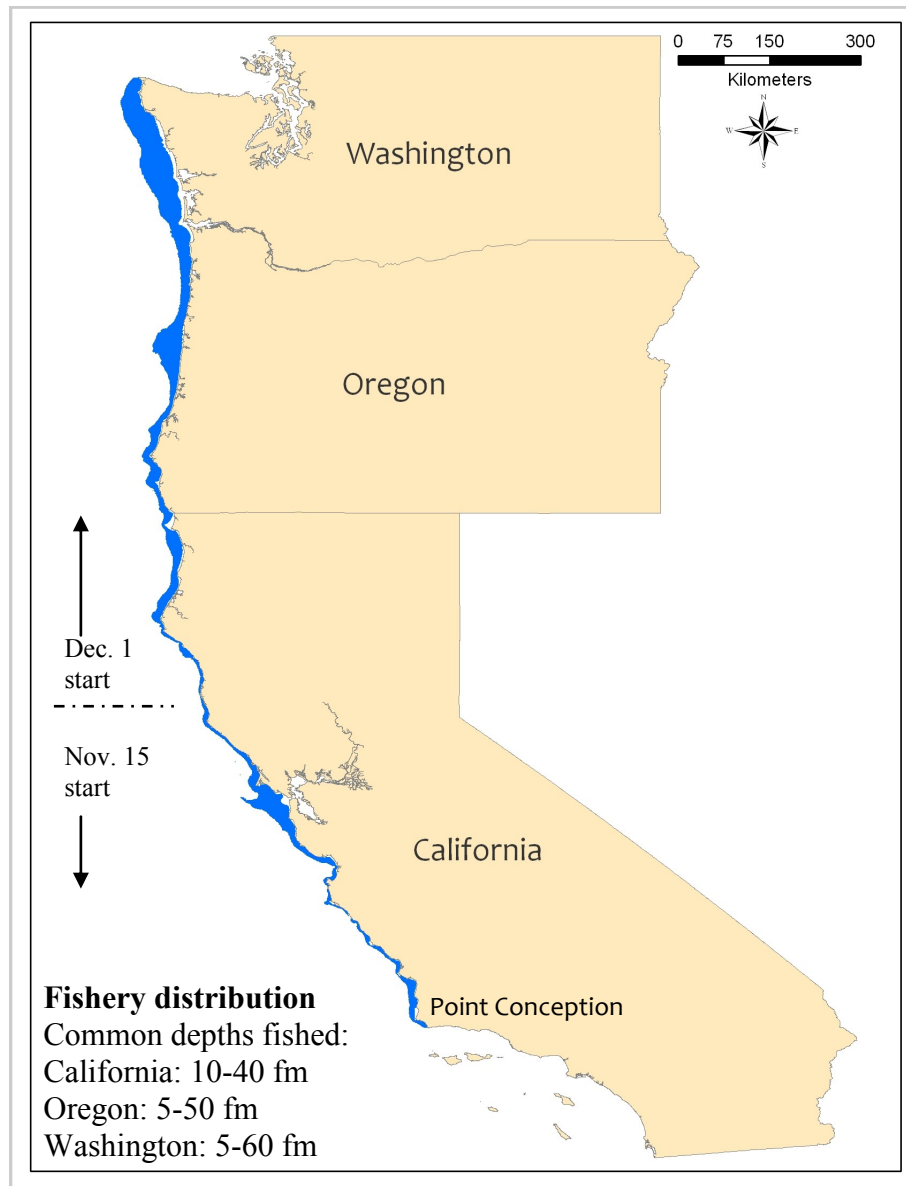 0 75 150 300
Kilometers
N
W E
S
Washington
Oregon
Dec. 1
start
Nov. 15
start
California
Point Conception
Fishery distribution
Common depths fished:
California: 10-40 fm
Oregon: 5-50 fm
Washington: 5-60 fm